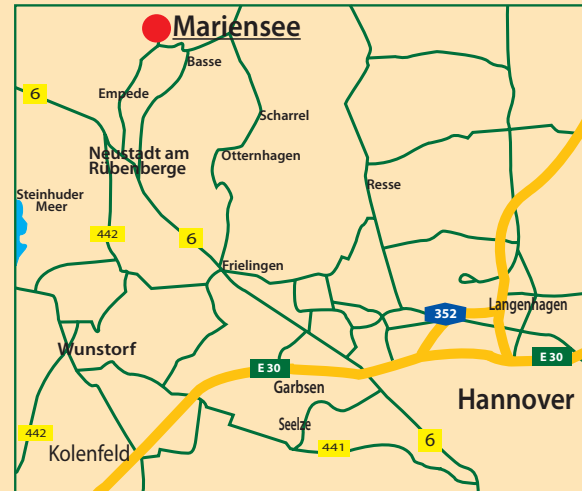 Mariensee
Basse
6
Empede
Scharrel
Neustadt am
Rübenberge
Otternhagen
Resse
Steinhuder
Meer
442
6
Frielingen
352
Langenhagen
Wunstorf
E 30
E 30
Garbsen
Hannover
Seelze
442
Kolenfeld
441
6